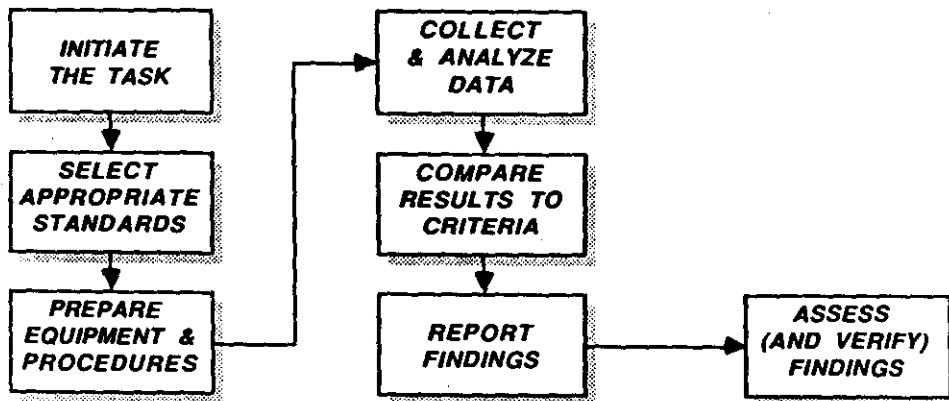 INITIATE
THE TASK
SELECT
APPROPRIATE
STANDARDS
PREPARE
EQUIPMENT &
PROCEDURES
COLLECT
& ANALYZE
DATA
COMPARE
RESULTS TO
CRITERIA
REPORT
FINDINGS
ASSESS
(AND VERIFY)
FINDINGS